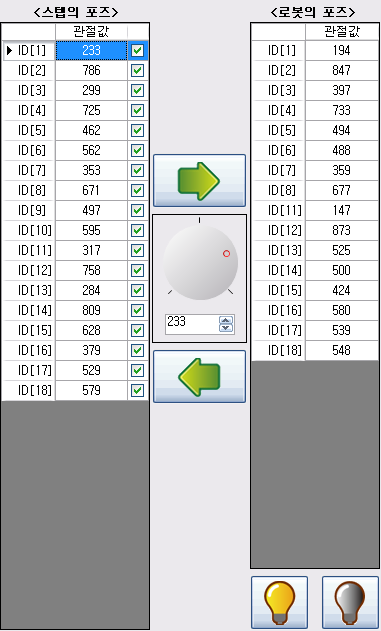 <스텝의 포즈>
관절값
ID[1] 233
ID[2] 786
ID[3] 299
ID[4] 725
ID[5] 462
ID[6] 562
ID[7] 353
ID[8] 671
ID[9] 497
ID[10] 595
ID[11] 317
ID[12] 758
ID[13] 284
ID[14] 809
ID[15] 628
ID[16] 379
ID[17] 529
ID[18] 579
233
<로봇의 포즈>
관절값
ID[1] 194
ID[2] 847
ID[3] 397
ID[4] 733
ID[5] 494
ID[6] 488
ID[7] 359
ID[8] 677
ID[11] 147
ID[12] 873
ID[13] 525
ID[14] 500
ID[15] 424
ID[16] 580
ID[17] 539
ID[18] 548